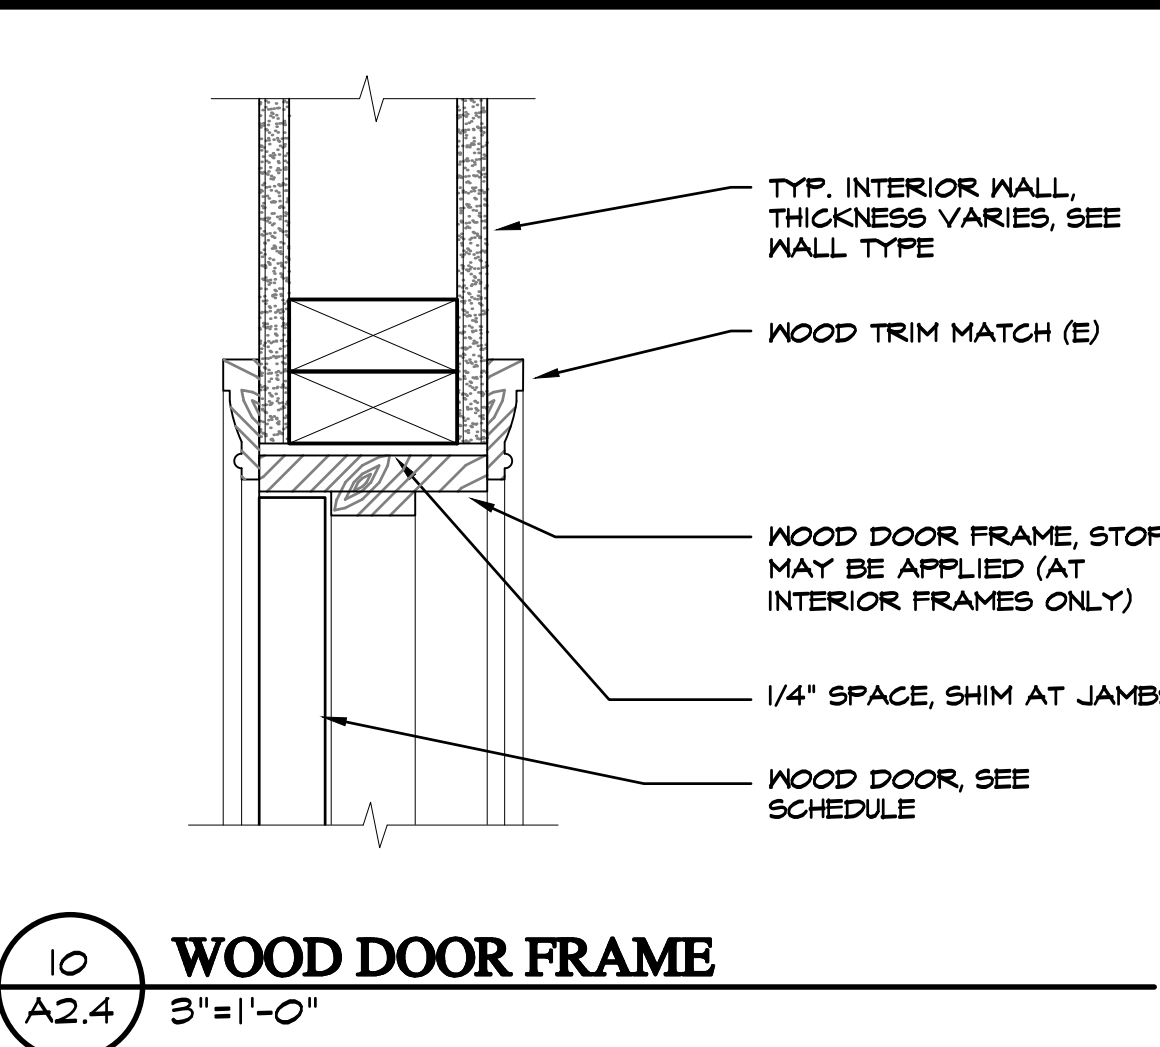 TYP. INTERIOR WALL,
THICKNESS VARIES, SEE
WALL TYPE
WOOD TRIM MATCH (E)
WOOD DOOR FRAME,
MAY BE APPLIED (AT
INTERIOR FRAMES ONLY)
1/4" SPACE, SHIM AT
WOOD DOOR, SEE
SCHEDULE
10
A2.4
WOOD DOOR FRAME
3"=1'-0"